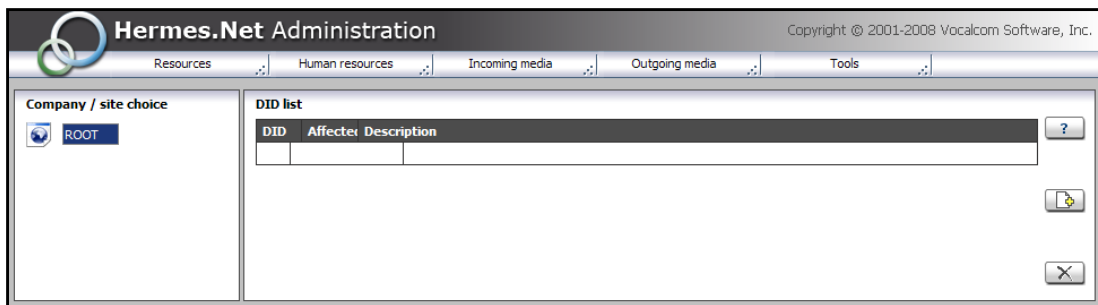 Hermes.Net Administration
Copyright © 2001-2008 Vocalcom Software, Inc.
Resources Human resources Incoming media Outgoing media Tools
Company / site choice
ROOT
DID list
DID Affected Description
?